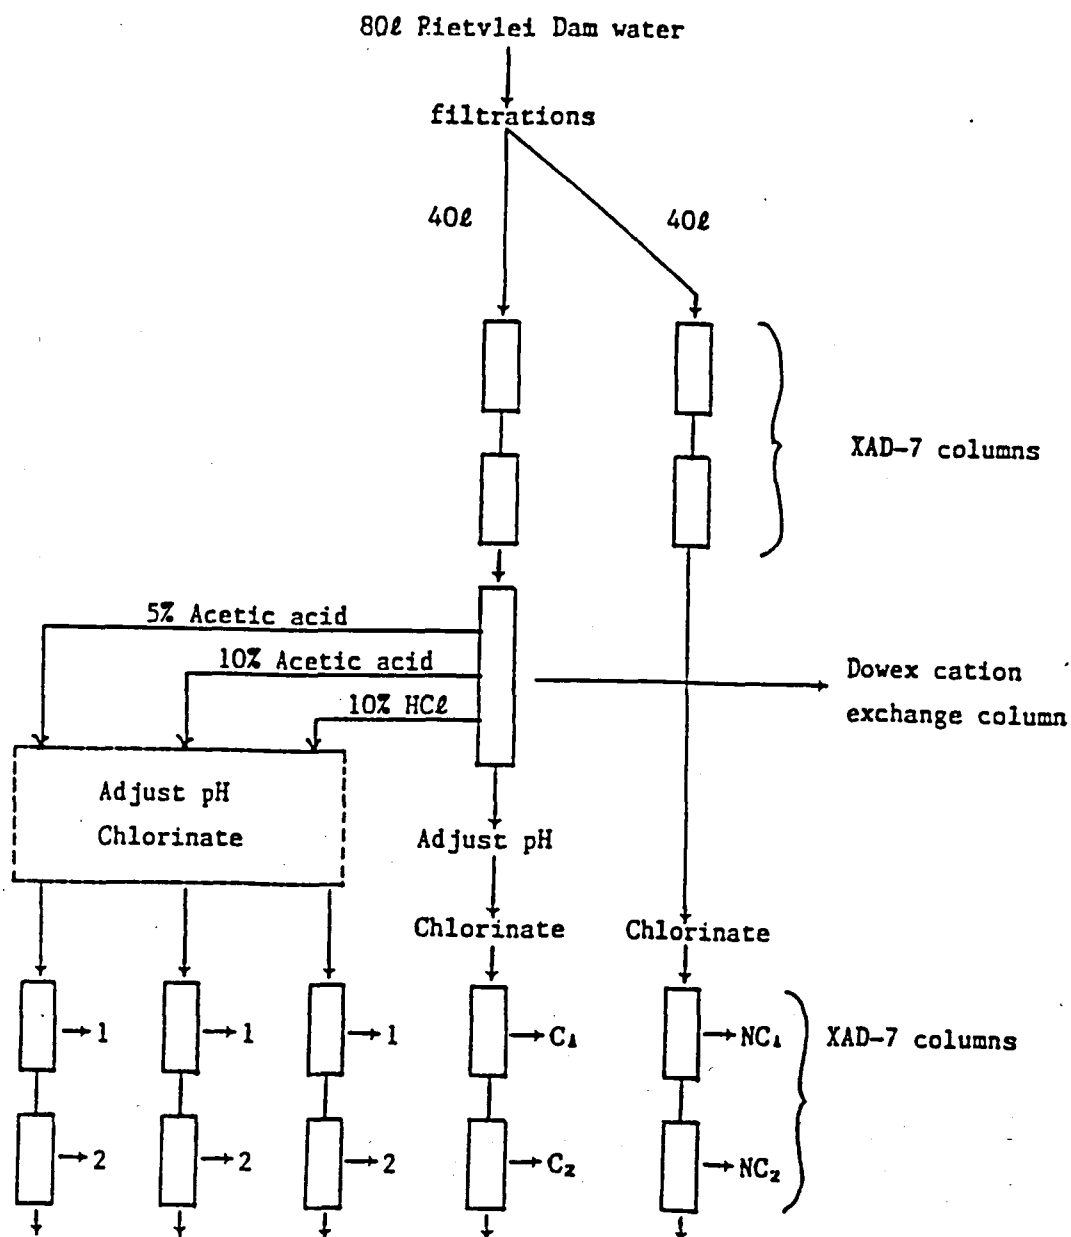 80ℓ Rietvlei Dam water
filtrations
40ℓ
40ℓ
XAD-7 columns
5% Acetic acid
10% Acetic acid
10% HCℓ
Dowex cation
exchange column
Adjust pH
Chlorinate
Adjust pH
Chlorinate
Chlorinate
1
1
1
C₁
NC₁
XAD-7 columns
2
2
2
C₂
NC₂